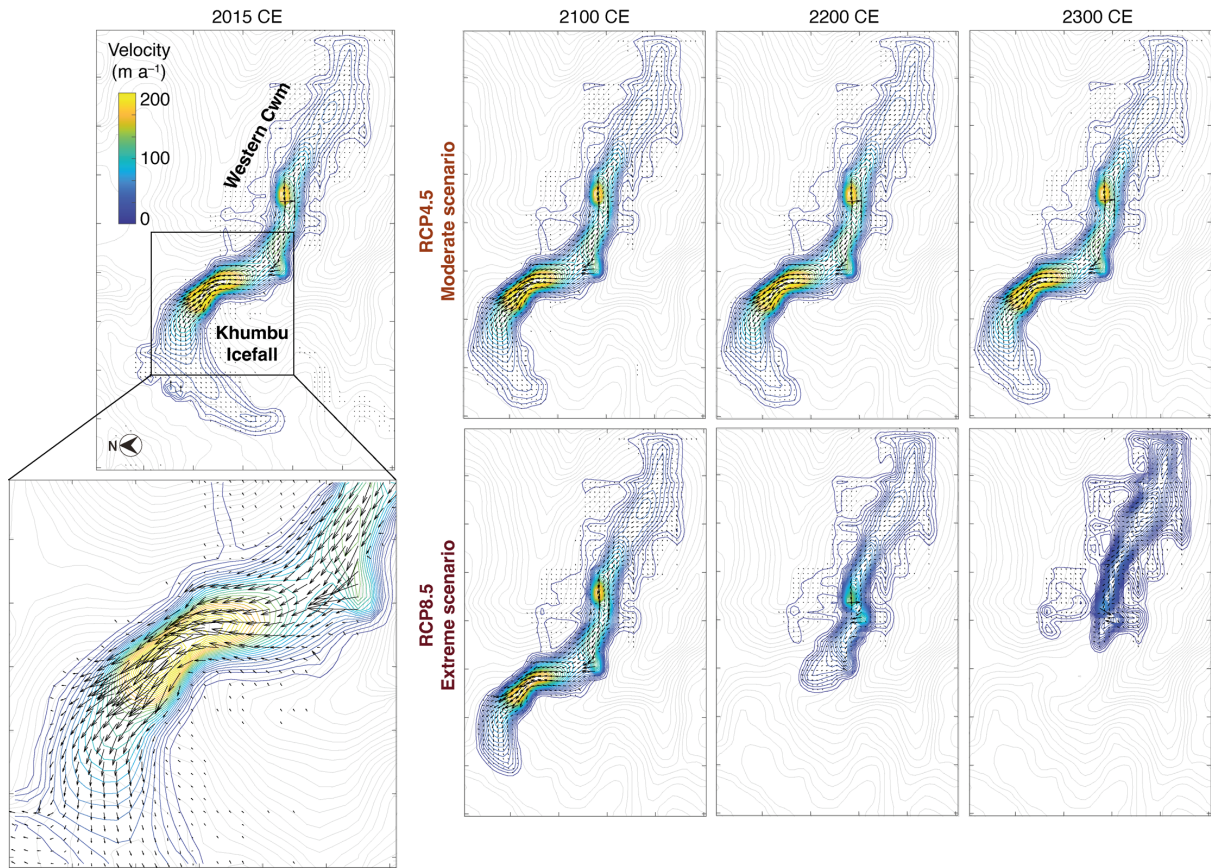 2015 CE
2100 CE
2200 CE
2300 CE
Velocity
(m a⁻¹)
200
100
0
Western Cwm
Khumbu
Icefall
N
RCP4.5
Moderate scenario
RCP8.5
Extreme scenario